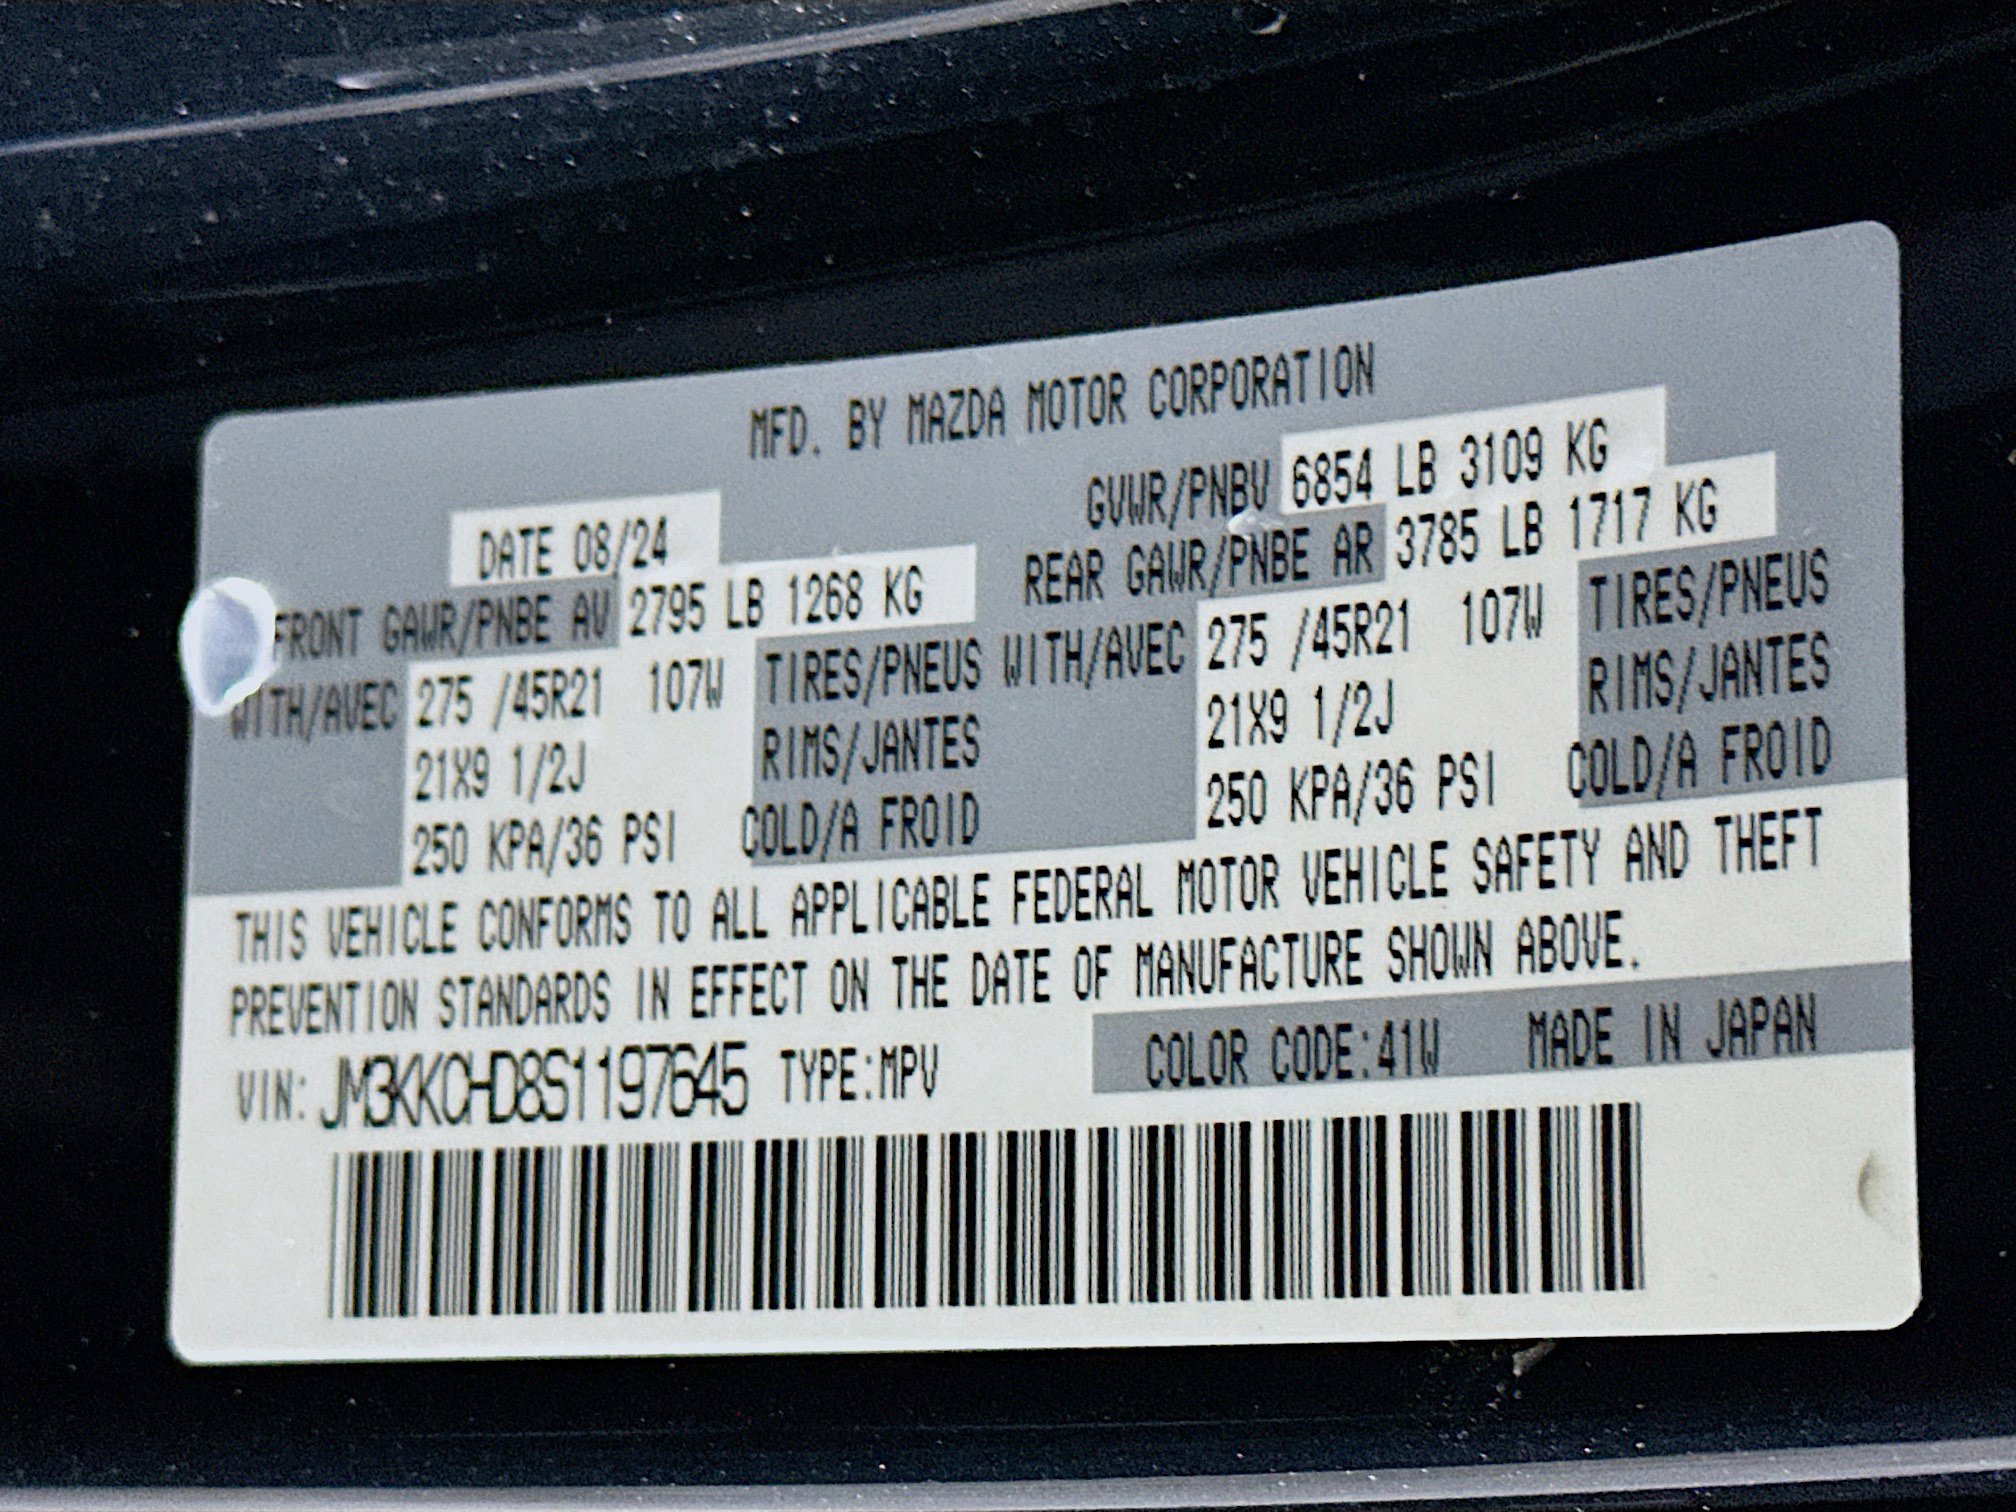 MFD. BY MAZDA MOTOR CORPORATION
DATE 08/24 GVWR/PNBV 6854 LB 3109 KG
FRONT GAWR/PNBE AV 2795 LB 1268 KG REAR GAWR/PNBE AR 3785 LB 1717 KG
WITH/AVEC 275 /45R21 107W TIRES/PNEUS WITH/AVEC 275 /45R21 107W TIRES/PNEUS
21X9 1/2J RIMS/JANTES 21X9 1/2J RIMS/JANTES
250 KPA/36 PSI COLD/A FROID 250 KPA/36 PSI COLD/A FROID
THIS VEHICLE CONFORMS TO ALL APPLICABLE FEDERAL MOTOR VEHICLE SAFETY AND THEFT
PREVENTION STANDARDS IN EFFECT ON THE DATE OF MANUFACTURE SHOWN ABOVE.
VIN: JM3KKCHD8S1197645 TYPE:MPV COLOR CODE:41W MADE IN JAPAN